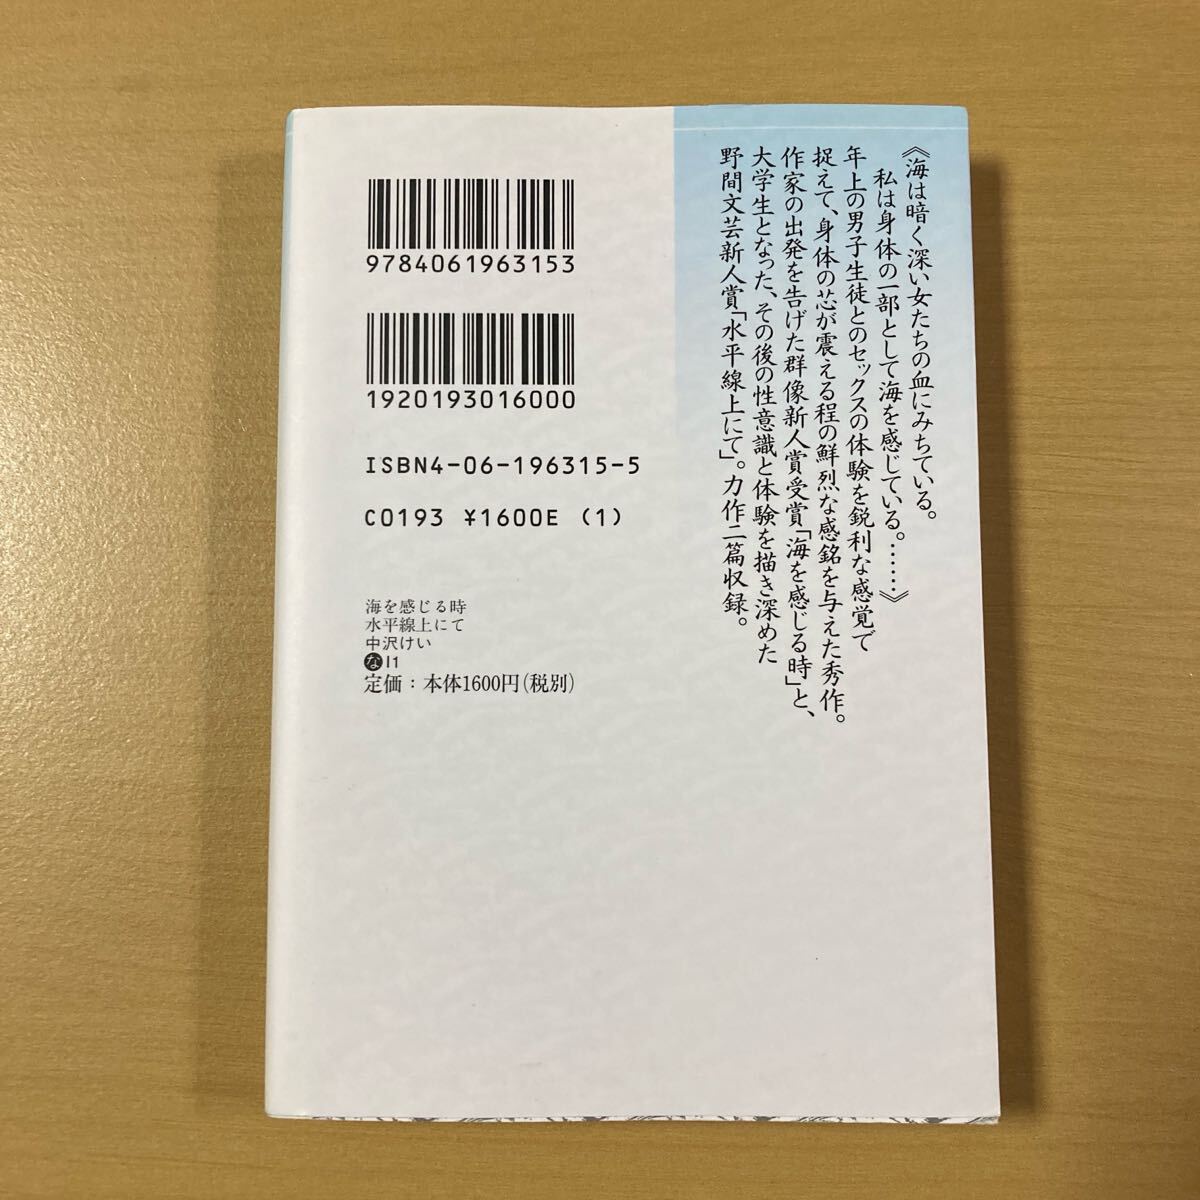 《海は暗く深い女たちの血にみちている。
私は身体の一部として海を感じている。……》
年上の男子生徒とのセックスの体験を鋭利な感覚で
捉えて、身体の芯が震える程の鮮烈な感銘を与えた秀作。
作家の出発を告げた群像新人賞受賞「海を感じる時」と、
大学生となった、その後の性意識と体験を描き深めた
野間文芸新人賞「水平線上にて」。力作二篇収録。
9784061963153
1920193016000
ISBN4-06-196315-5
C0193 ¥1600E (1)
海を感じる時
水平線上にて
中沢けい
なI1
定価：本体1600円(税別)